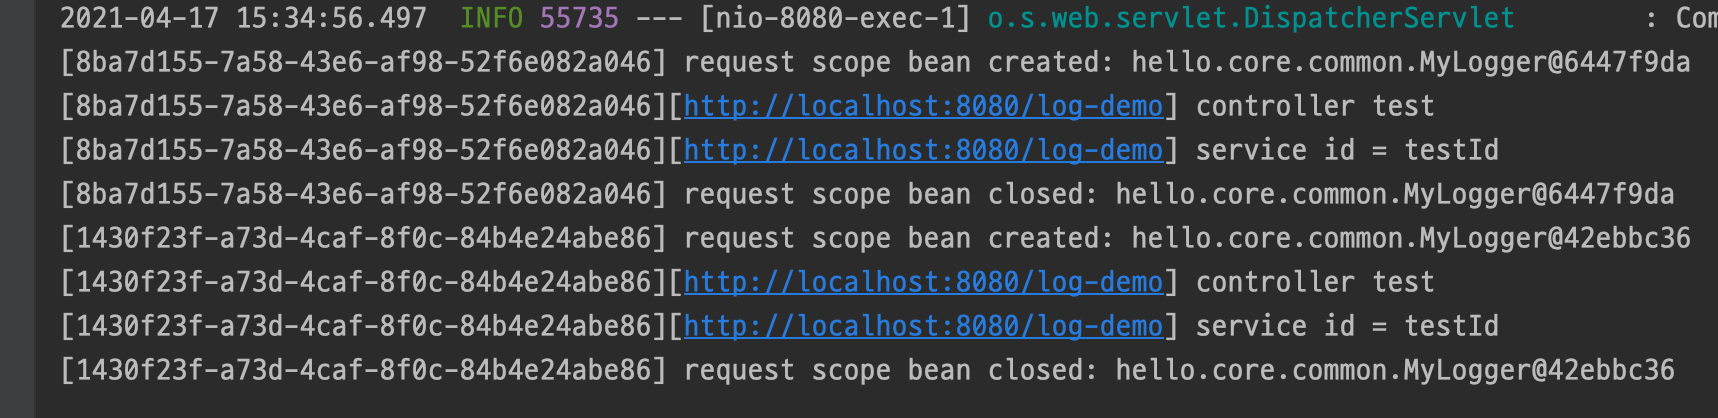 2021-04-17 15:34:56.497  INFO 55735 --- [nio-8080-exec-1] o.s.web.servlet.DispatcherServlet        : Com
[8ba7d155-7a58-43e6-af98-52f6e082a046] request scope bean created: hello.core.common.MyLogger@6447f9da
[8ba7d155-7a58-43e6-af98-52f6e082a046][http://localhost:8080/log-demo] controller test
[8ba7d155-7a58-43e6-af98-52f6e082a046][http://localhost:8080/log-demo] service id = testId
[8ba7d155-7a58-43e6-af98-52f6e082a046] request scope bean closed: hello.core.common.MyLogger@6447f9da
[1430f23f-a73d-4caf-8f0c-84b4e24abe86] request scope bean created: hello.core.common.MyLogger@42ebbc36
[1430f23f-a73d-4caf-8f0c-84b4e24abe86][http://localhost:8080/log-demo] controller test
[1430f23f-a73d-4caf-8f0c-84b4e24abe86][http://localhost:8080/log-demo] service id = testId
[1430f23f-a73d-4caf-8f0c-84b4e24abe86] request scope bean closed: hello.core.common.MyLogger@42ebbc36